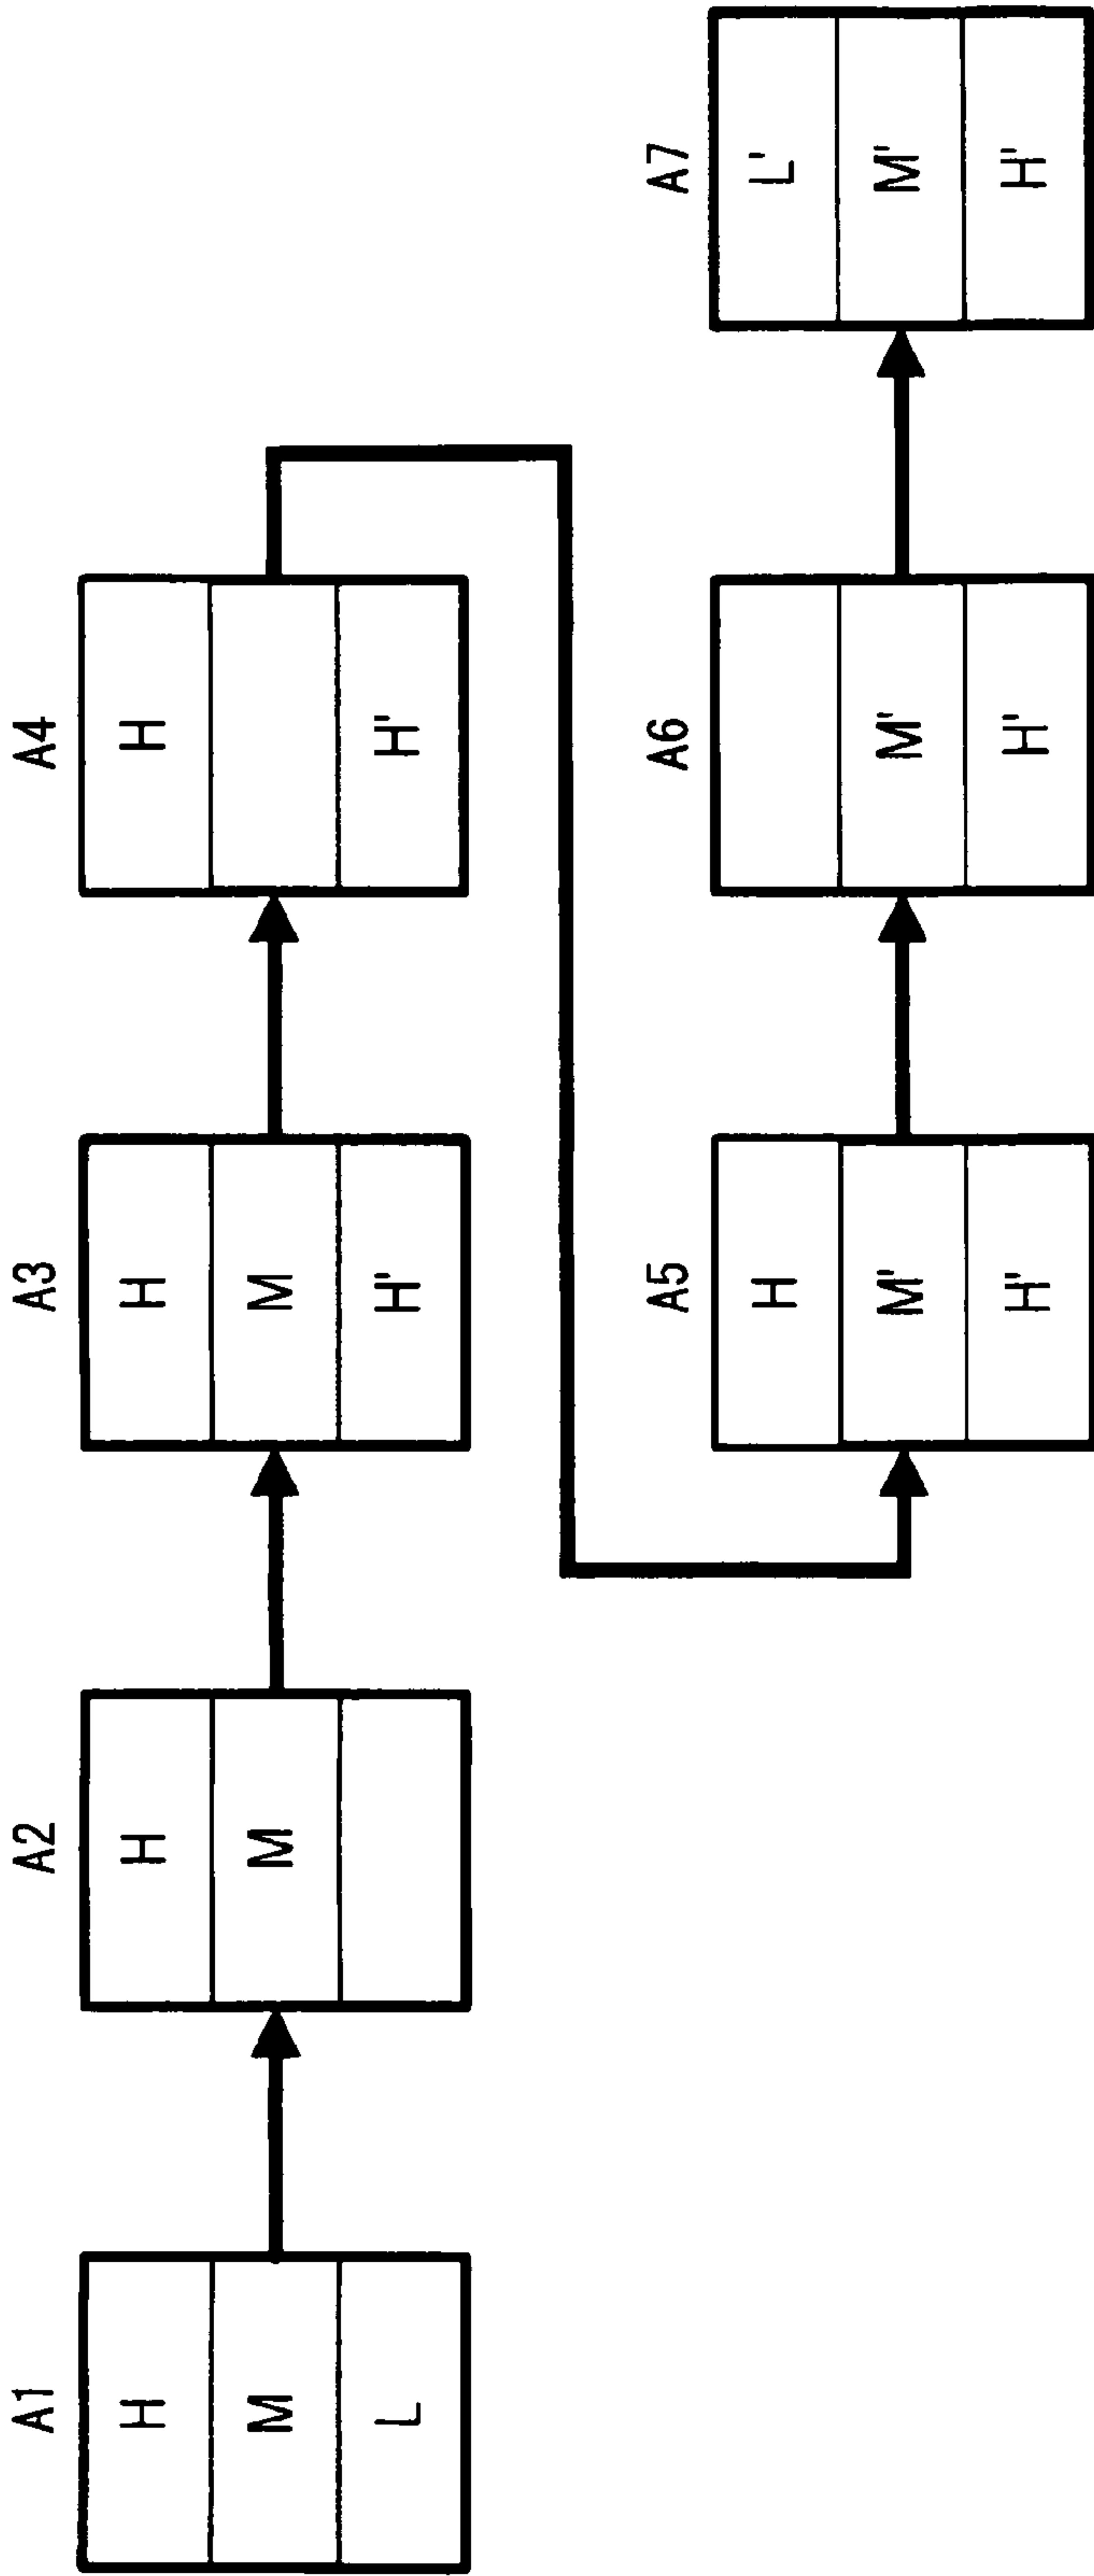 A1 A2 A3 A4
H H H H
M M M
L H' H'
A5 A6 A7
H L'
M' M' M'
H' H' H'